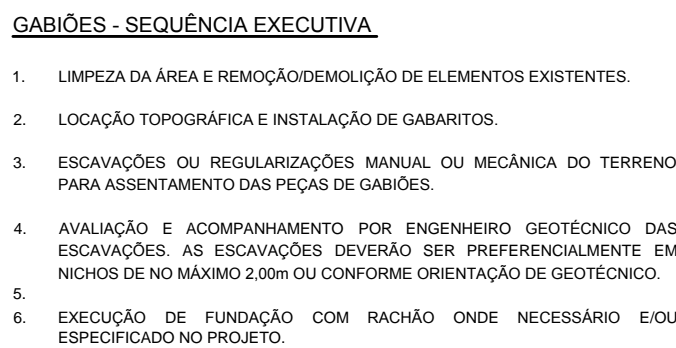 GABIÕES - SEQUÊNCIA EXECUTIVA
1. LIMPEZA DA ÁREA E REMOÇÃO/DEMOLIÇÃO DE ELEMENTOS EXISTENTES.
2. LOCAÇÃO TOPOGRÁFICA E INSTALAÇÃO DE GABARITOS.
3. ESCAVAÇÕES OU REGULARIZAÇÕES MANUAL OU MECÂNICA DO TERRENO
PARA ASSENTAMENTO DAS PEÇAS DE GABIÕES.
4. AVALIAÇÃO E ACOMPANHAMENTO POR ENGENHEIRO GEOTÉCNICO DAS
ESCAVAÇÕES. AS ESCAVAÇÕES DEVERÃO SER PREFERENCIALMENTE EM
NICHOS DE NO MÁXIMO 2,00m OU CONFORME ORIENTAÇÃO DE GEOTÉCNICO.
5.
6. EXECUÇÃO DE FUNDAÇÃO COM RACHÃO ONDE NECESSÁRIO E/OU
ESPECIFICADO NO PROJETO.